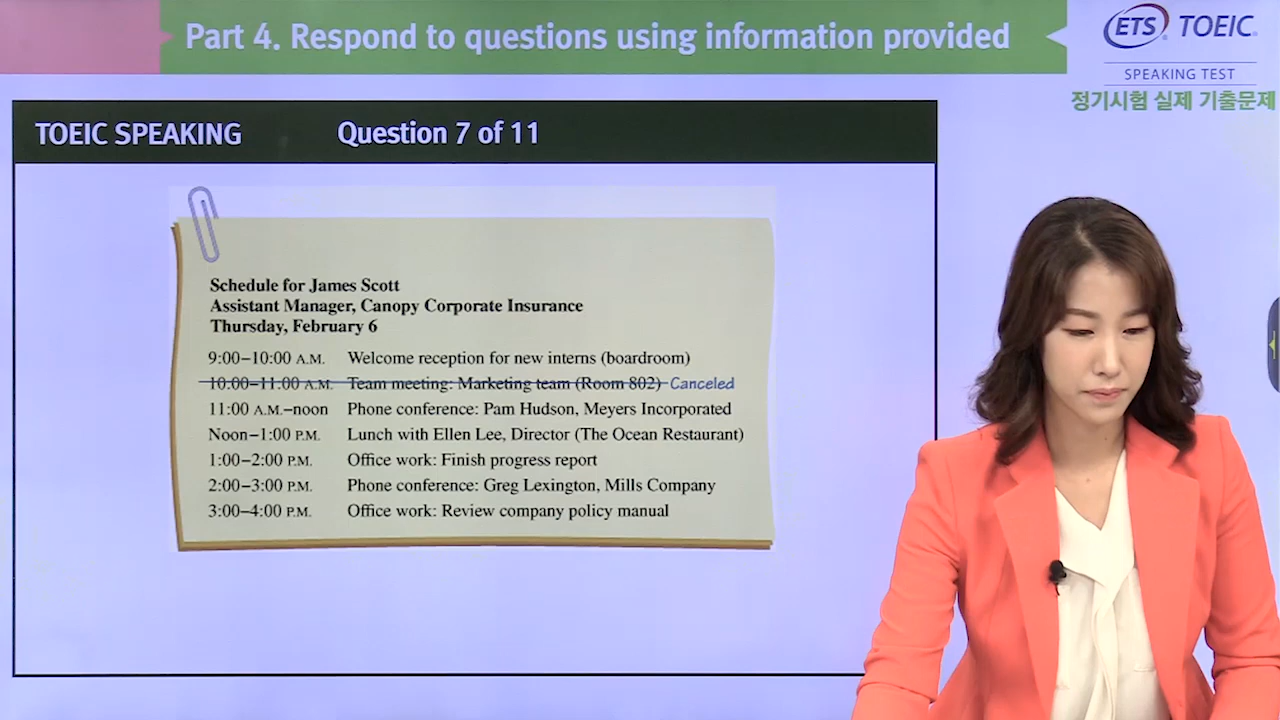 Part 4. Respond to questions using information provided
ETS TOEIC
SPEAKING TEST
정기시험 실제 기출문제
TOEIC SPEAKING Question 7 of 11
Schedule for James Scott
Assistant Manager, Canopy Corporate Insurance
Thursday, February 6
9:00–10:00 A.M. Welcome reception for new interns (boardroom)
10:00–11:00 A.M. Team meeting: Marketing team (Room 802) Canceled
11:00 A.M.–noon Phone conference: Pam Hudson, Meyers Incorporated
Noon–1:00 P.M. Lunch with Ellen Lee, Director (The Ocean Restaurant)
1:00–2:00 P.M. Office work: Finish progress report
2:00–3:00 P.M. Phone conference: Greg Lexington, Mills Company
3:00–4:00 P.M. Office work: Review company policy manual